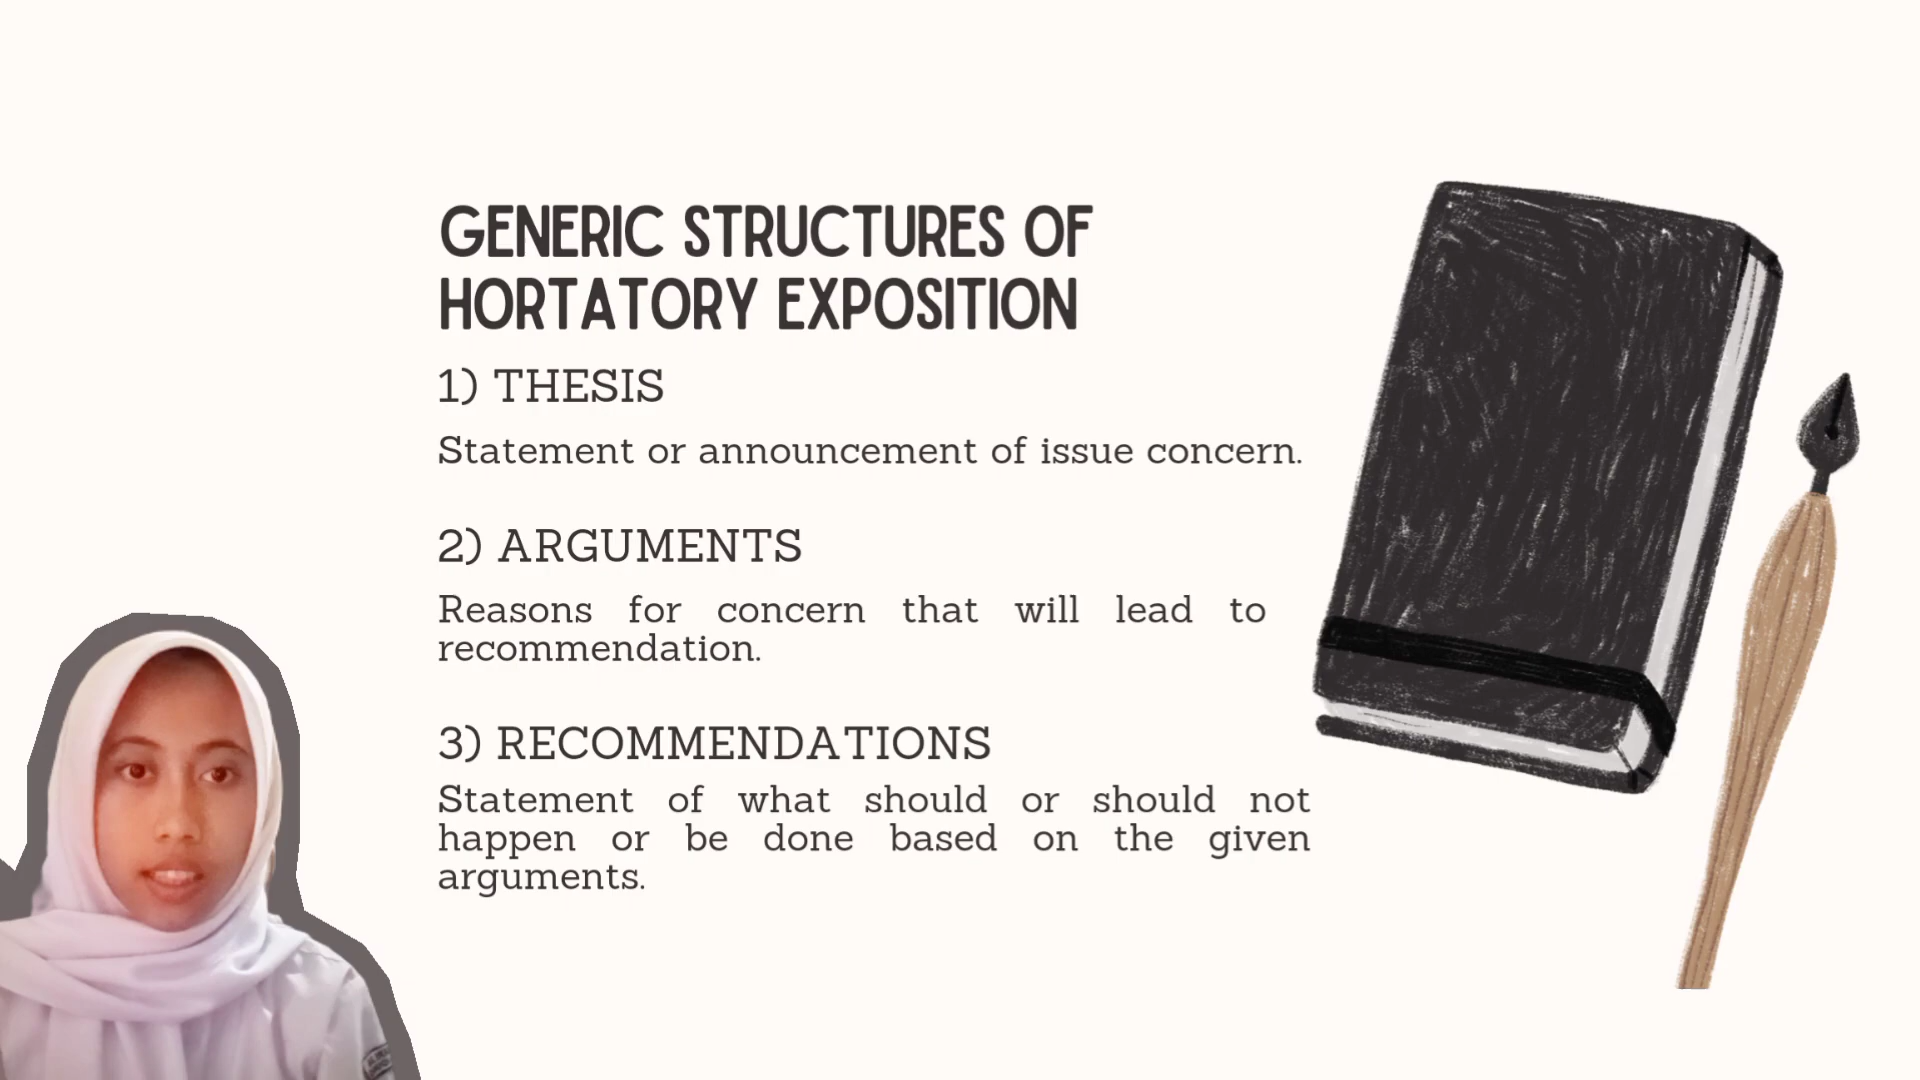 GENERIC STRUCTURES OF
HORTATORY EXPOSITION
1) THESIS
Statement or announcement of issue concern.
2) ARGUMENTS
Reasons for concern that will lead to
recommendation.
3) RECOMMENDATIONS
Statement of what should or should not
happen or be done based on the given
arguments.